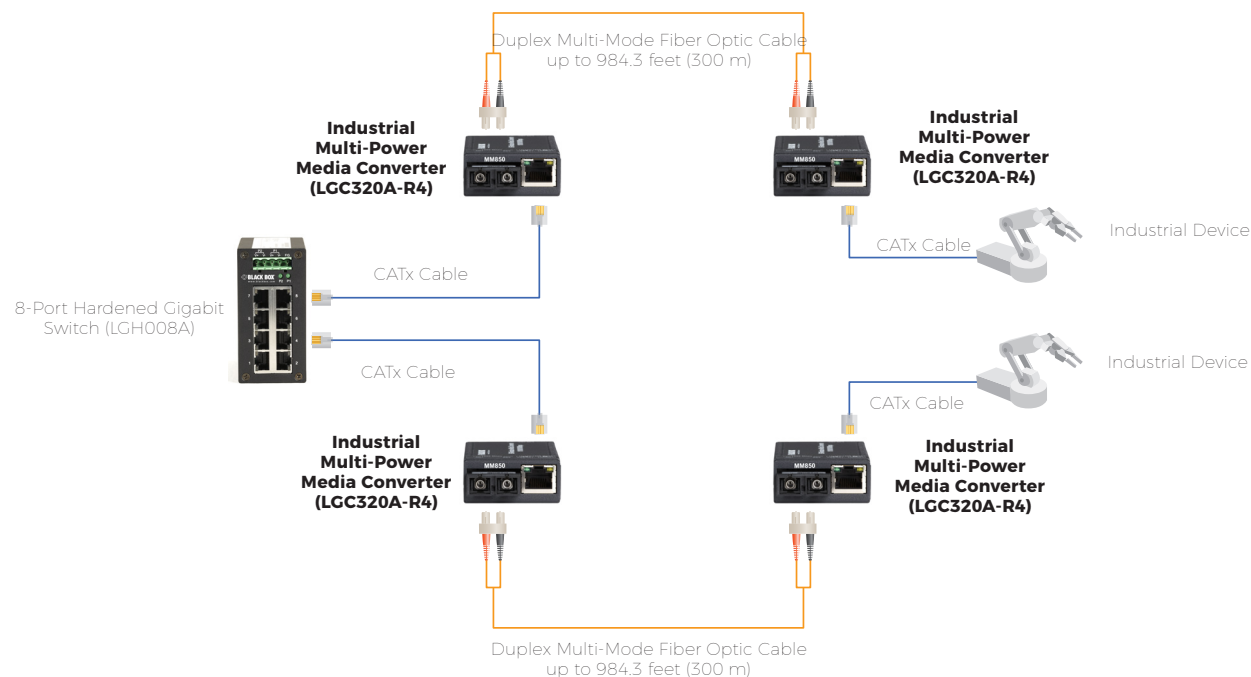 Duplex Multi-Mode Fiber Optic Cable
up to 984.3 feet (300 m)
Industrial
Multi-Power
Media Converter
(LGC320A-R4)
MM850
Industrial
Multi-Power
Media Converter
(LGC320A-R4)
MM850
CATx Cable
Industrial Device
CATx Cable
BLACK BOX
8-Port Hardened Gigabit
Switch (LGH008A)
CATx Cable
Industrial Device
CATx Cable
Industrial
Multi-Power
Media Converter
(LGC320A-R4)
MM850
Industrial
Multi-Power
Media Converter
(LGC320A-R4)
MM850
Duplex Multi-Mode Fiber Optic Cable
up to 984.3 feet (300 m)